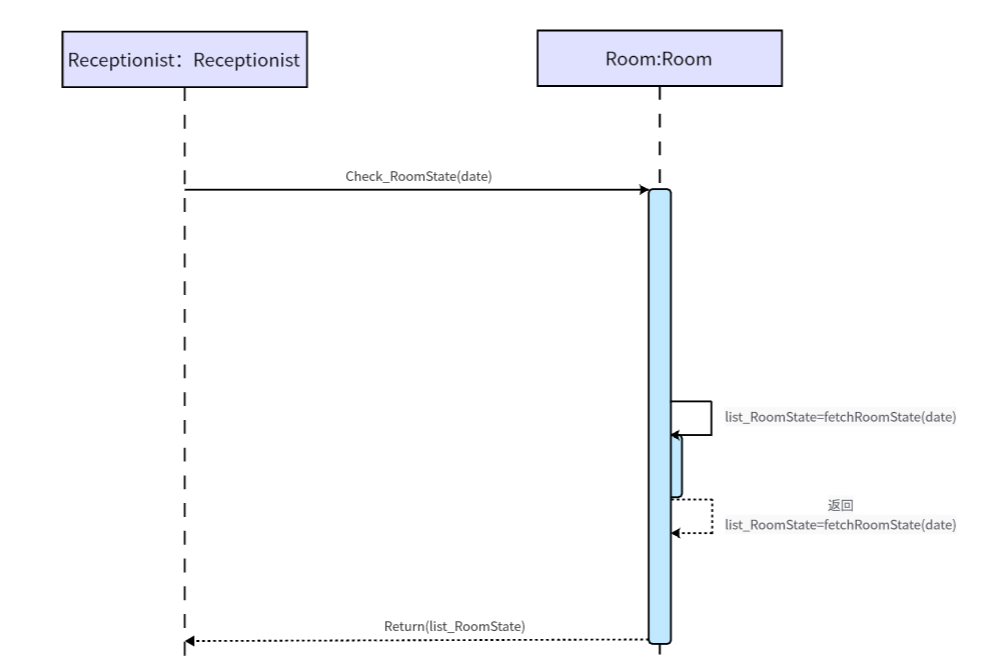 Receptionist：Receptionist
Room:Room
Check_RoomState(date)
list_RoomState=fetchRoomState(date)
返回
list_RoomState=fetchRoomState(date)
Return(list_RoomState)